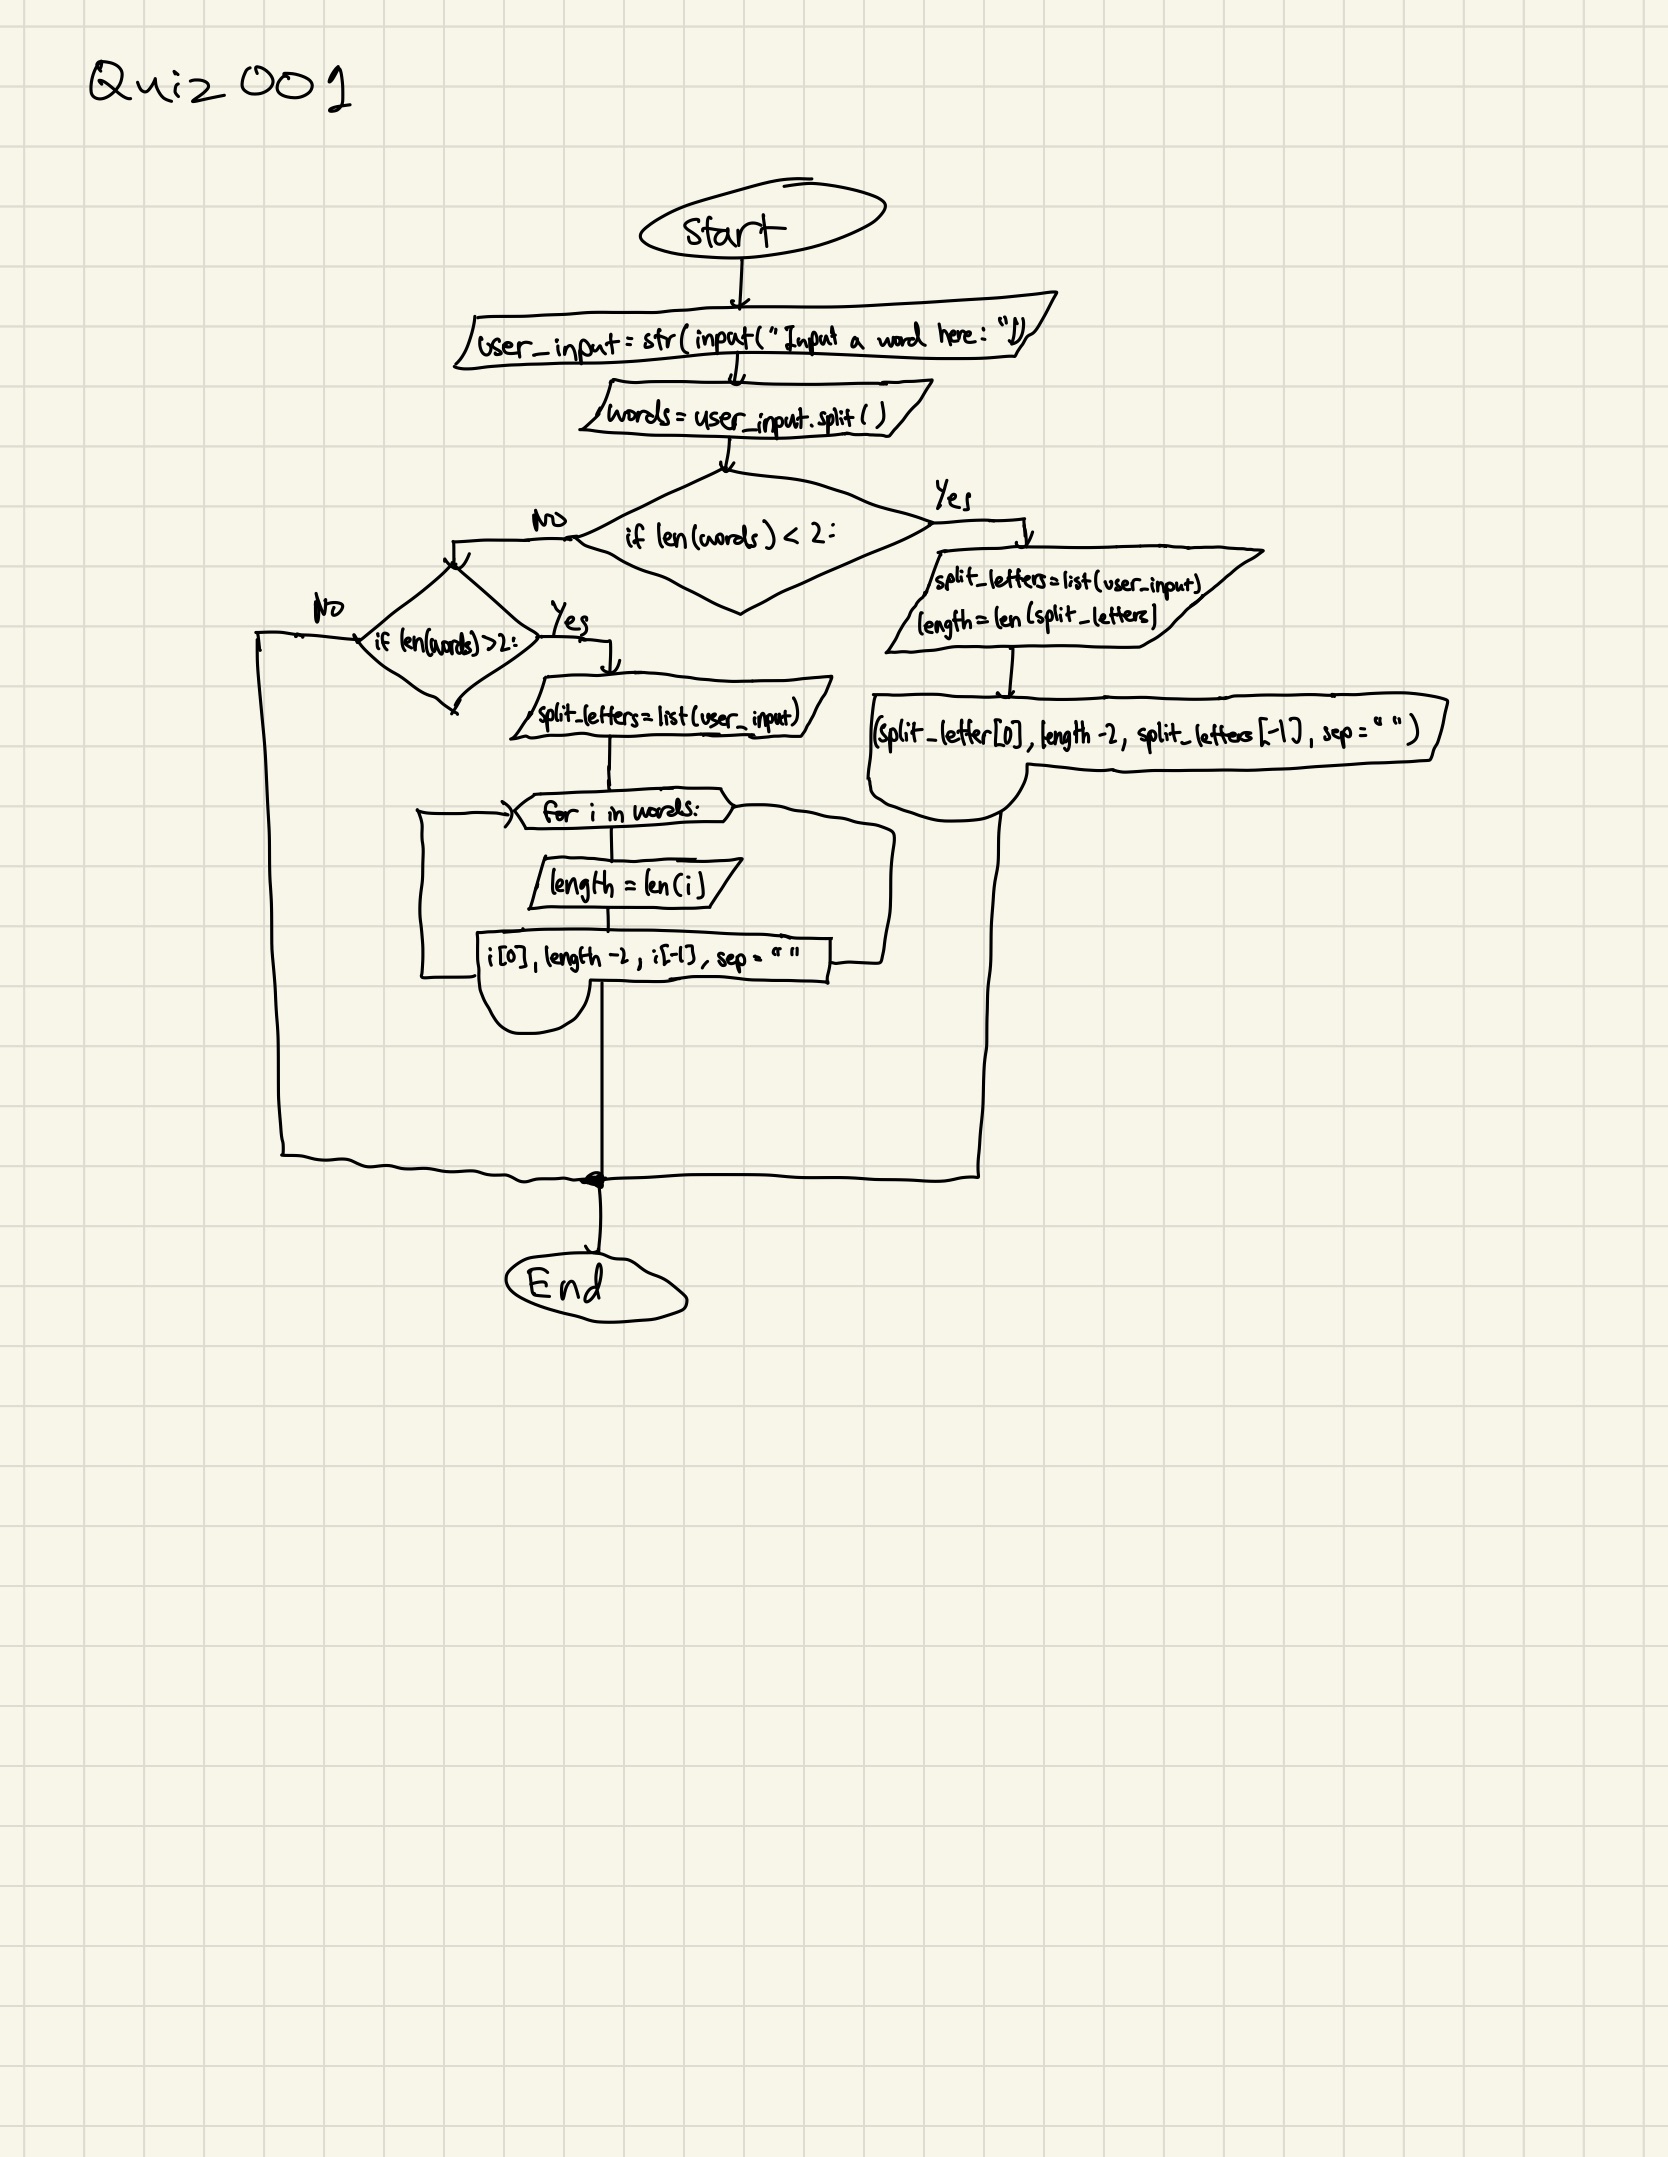 Quiz 001
start
user_input = str(input("Input a word here: "))
words = user_input.split()
if len(words) < 2:
Yes
NO
split_letters = list(user_input)
length = len(split_letters)
if len(words) > 2:
NO
Yes
split_letters = list(user_input)
(split_letter[0], length - 2, split_letters[-1], sep = "")
for i in words:
length = len(i)
i[0], length - 2, i[-1], sep = ""
End